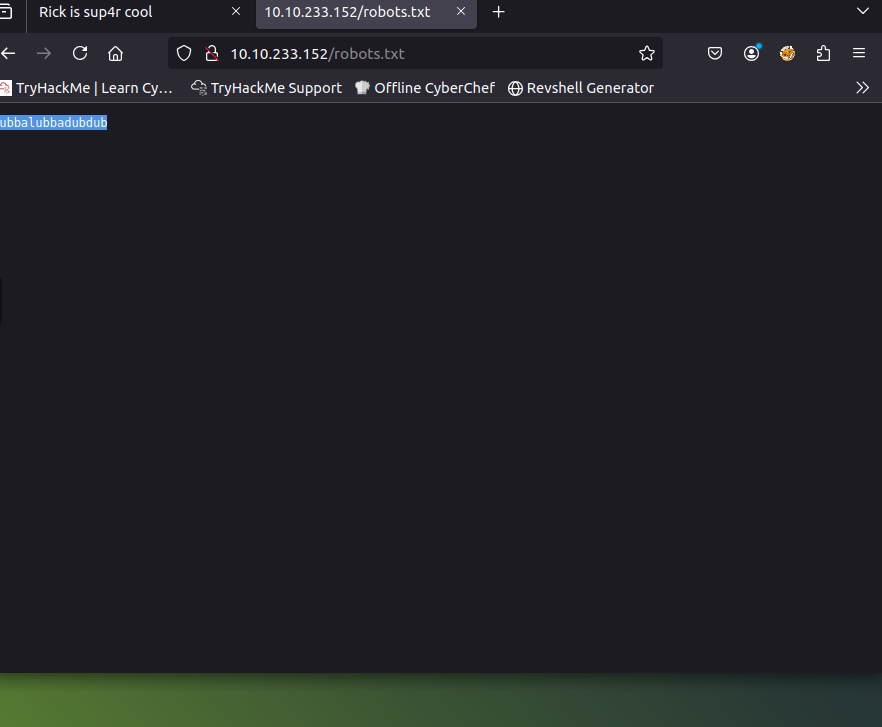 Rick is sup4r cool
10.10.233.152/robots.txt
10.10.233.152/robots.txt
TryHackMe | Learn Cy… TryHackMe Support Offline CyberChef Revshell Generator
ubbalubbadubdub